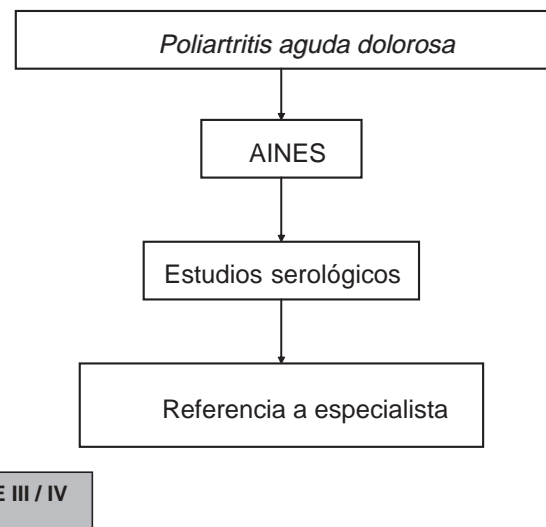 Poliartritis aguda dolorosa
AINES
Estudios serológicos
Referencia a especialista
E III / IV